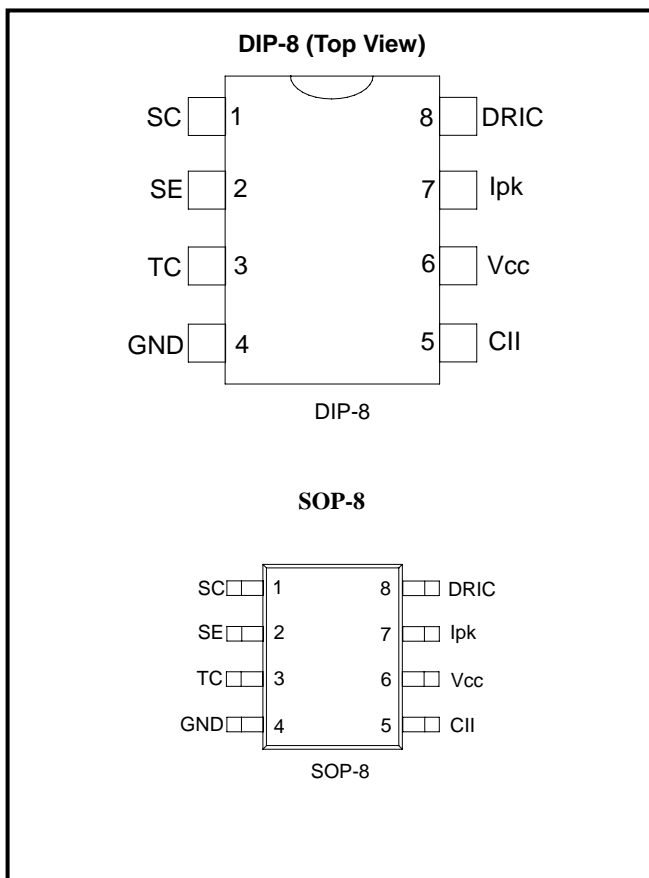 DIP-8 (Top View)
SC 1 8 DRIC
SE 2 7 Ipk
TC 3 6 Vcc
GND 4 5 CII
DIP-8
SOP-8
SC 1 8 DRIC
SE 2 7 Ipk
TC 3 6 Vcc
GND 4 5 CII
SOP-8